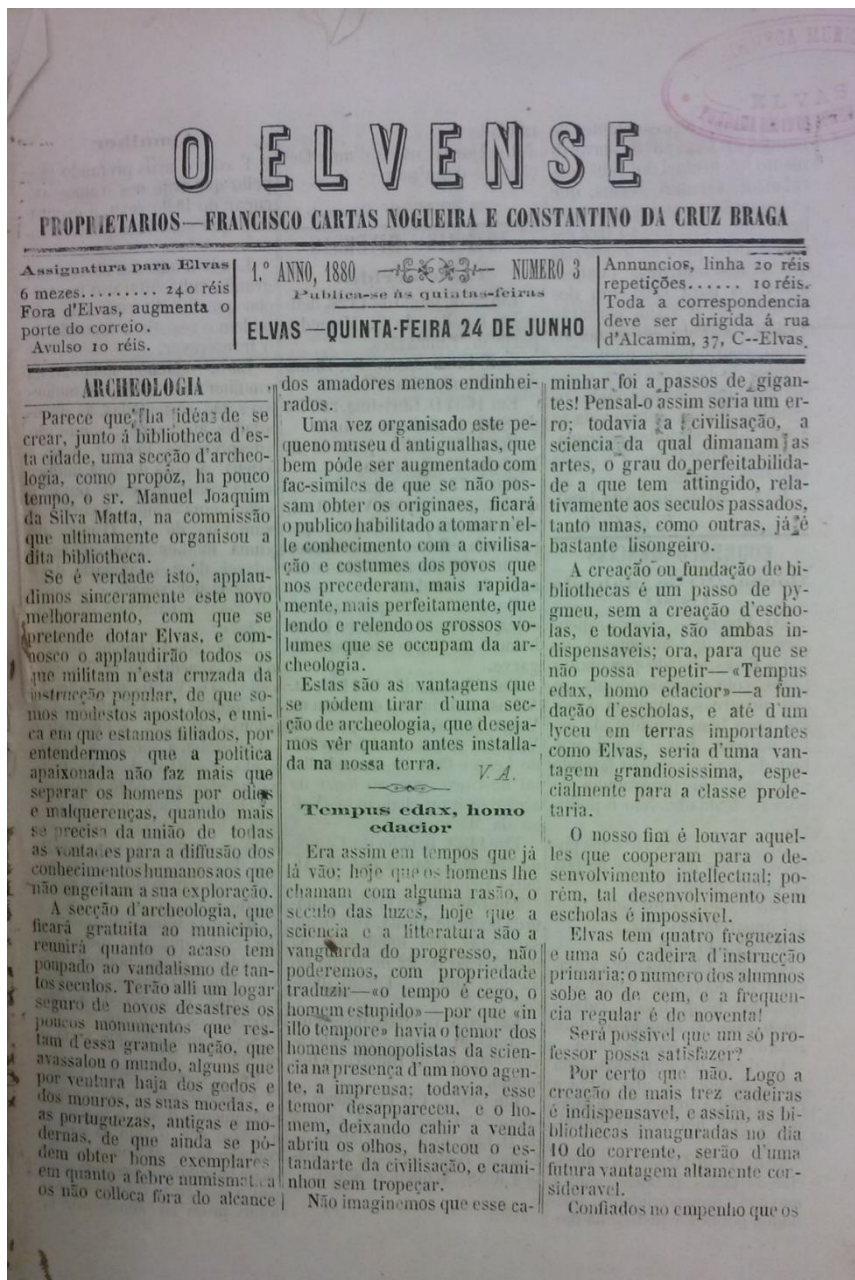 O ELVENSE
PROPRIETARIOS—FRANCISCO CARTAS NOGUEIRA E CONSTANTINO DA CRUZ BRAGA
Assignatura para Elvas
6 mezes......... 240 réis
Fora d'Elvas, augmenta o
porte do correio.
Avulso 10 réis.
1.º ANNO, 1880
NUMERO 3
Publica-se ás quintas-feiras
ELVAS—QUINTA-FEIRA 24 DE JUNHO
Annuncios, linha 20 réis
repetições...... 10 réis.
Toda a correspondencia
deve ser dirigida á rua
d'Alcamim, 37, C--Elvas.
ELVAS
ARCHEOLOGIA
Parece que ha idéa de se
crear, junto á bibliotheca d'es-
ta cidade, uma secção d'archeo-
logia, como propôz, ha pouco
tempo, o sr. Manuel Joaquim
da Silva Matta, na commissão
que ultimamente organisou a
dita bibliotheca.
Se é verdade isto, applau-
dimos sinceramente este novo
melhoramento, com que se
pretende dotar Elvas, e com-
nosco o applaudirão todos os
que militam n'esta cruzada da
instrucção popular, de que so-
mos modestos apostolos, e uni-
ca em que estamos filiados, por
entendermos que a politica
apaixonada não faz mais que
separar os homens por odios
e malquerenças, quando mais
se precisa da união de todas
as vontades para a diffusão dos
conhecimentos humanos aos que
não engeitam a sua exploração.
A secção d'archeologia, que
ficará gratuita ao municipio,
reunirá quanto o acaso tem
poupado ao vandalismo de tan-
tos seculos. Terão alli um logar
seguro de novos desastres os
poucos monumentos que res-
tam d'essa grande nação, que
avassalou o mundo, alguns que
por ventura haja dos godos e
dos mouros, as suas moedas, e
as portuguezas, antigas e mo-
dernas, de que ainda se pó-
dem obter bons exemplares
em quanto a febre numismat.a
os não colloca fóra do alcance
dos amadores menos endinhei-
rados.
Uma vez organisado este pe-
queno museu d'antigualhas, que
bem póde ser augmentado com
fac-similes de que se não pos-
sam obter os originaes, ficará
o publico habilitado a tomar n'el-
le conhecimento com a civilisa-
ção e costumes dos povos que
nos precederam, mais rapida-
mente, mais perfeitamente, que
lendo e relendo os grossos vo-
lumes que se occupam da ar-
cheologia.
Estas são as vantagens que
se pódem tirar d'uma sec-
ção de archeologia, que deseja-
mos vêr quanto antes installa-
da na nossa terra.
V. A.
Tempus edax, homo
edacior
Era assim em tempos que já
lá vão; hoje que os homens lhe
chamam com alguma rasão, o
seculo das luzes, hoje que a
sciencia e a litteratura são a
vanguarda do progresso, não
poderemos, com propriedade
traduzir—«o tempo é cego, o
homem estupido»—por que «in
illo tempore» havia o temor dos
homens monopolistas da scien-
cia na presença d'um novo agen-
te, a imprensa; todavia, esse
temor desappareceu, e o ho-
mem, deixando cahir a venda
abriu os olhos, hasteou o es-
tandarte da civilisação, e cami-
nhou sem tropeçar.
Não imaginemos que esse ca-
minhar foi a passos de gigan-
tes! Pensal-o assim seria um er-
ro; todavia a civilisação, a
sciencia da qual dimanam as
artes, o grau do perfeitabilida-
de a que tem attingido, rela-
tivamente aos seculos passados,
tanto umas, como outras, já é
bastante lisongeiro.
A creação ou fundação de bi-
bliothecas é um passo de py-
gmeu, sem a creação d'escho-
las, e todavia, são ambas in-
dispensaveis; ora, para que se
não possa repetir—«Tempus
edax, homo edacior»—a fun-
dação d'escholas, e até d'um
lyceu em terras importantes
como Elvas, seria d'uma van-
tagem grandiosissima, espe-
cialmente para a classe prole-
taria.
O nosso fim é louvar aquel-
les que cooperam para o de-
senvolvimento intellectual; po-
rém, tal desenvolvimento sem
escholas é impossivel.
Elvas tem quatro freguezias
e uma só cadeira d'instrucção
primaria; o numero dos alumnos
sobe ao de cem, e a frequen-
cia regular é de noventa!
Será possivel que um só pro-
fessor possa satisfazer?
Por certo que não. Logo a
creação de mais trez cadeiras
é indispensavel, e assim, as bi-
bliothecas inauguradas no dia
10 do corrente, serão d'uma
futura vantagem altamente con-
sideravel.
Confiados no empenho que os